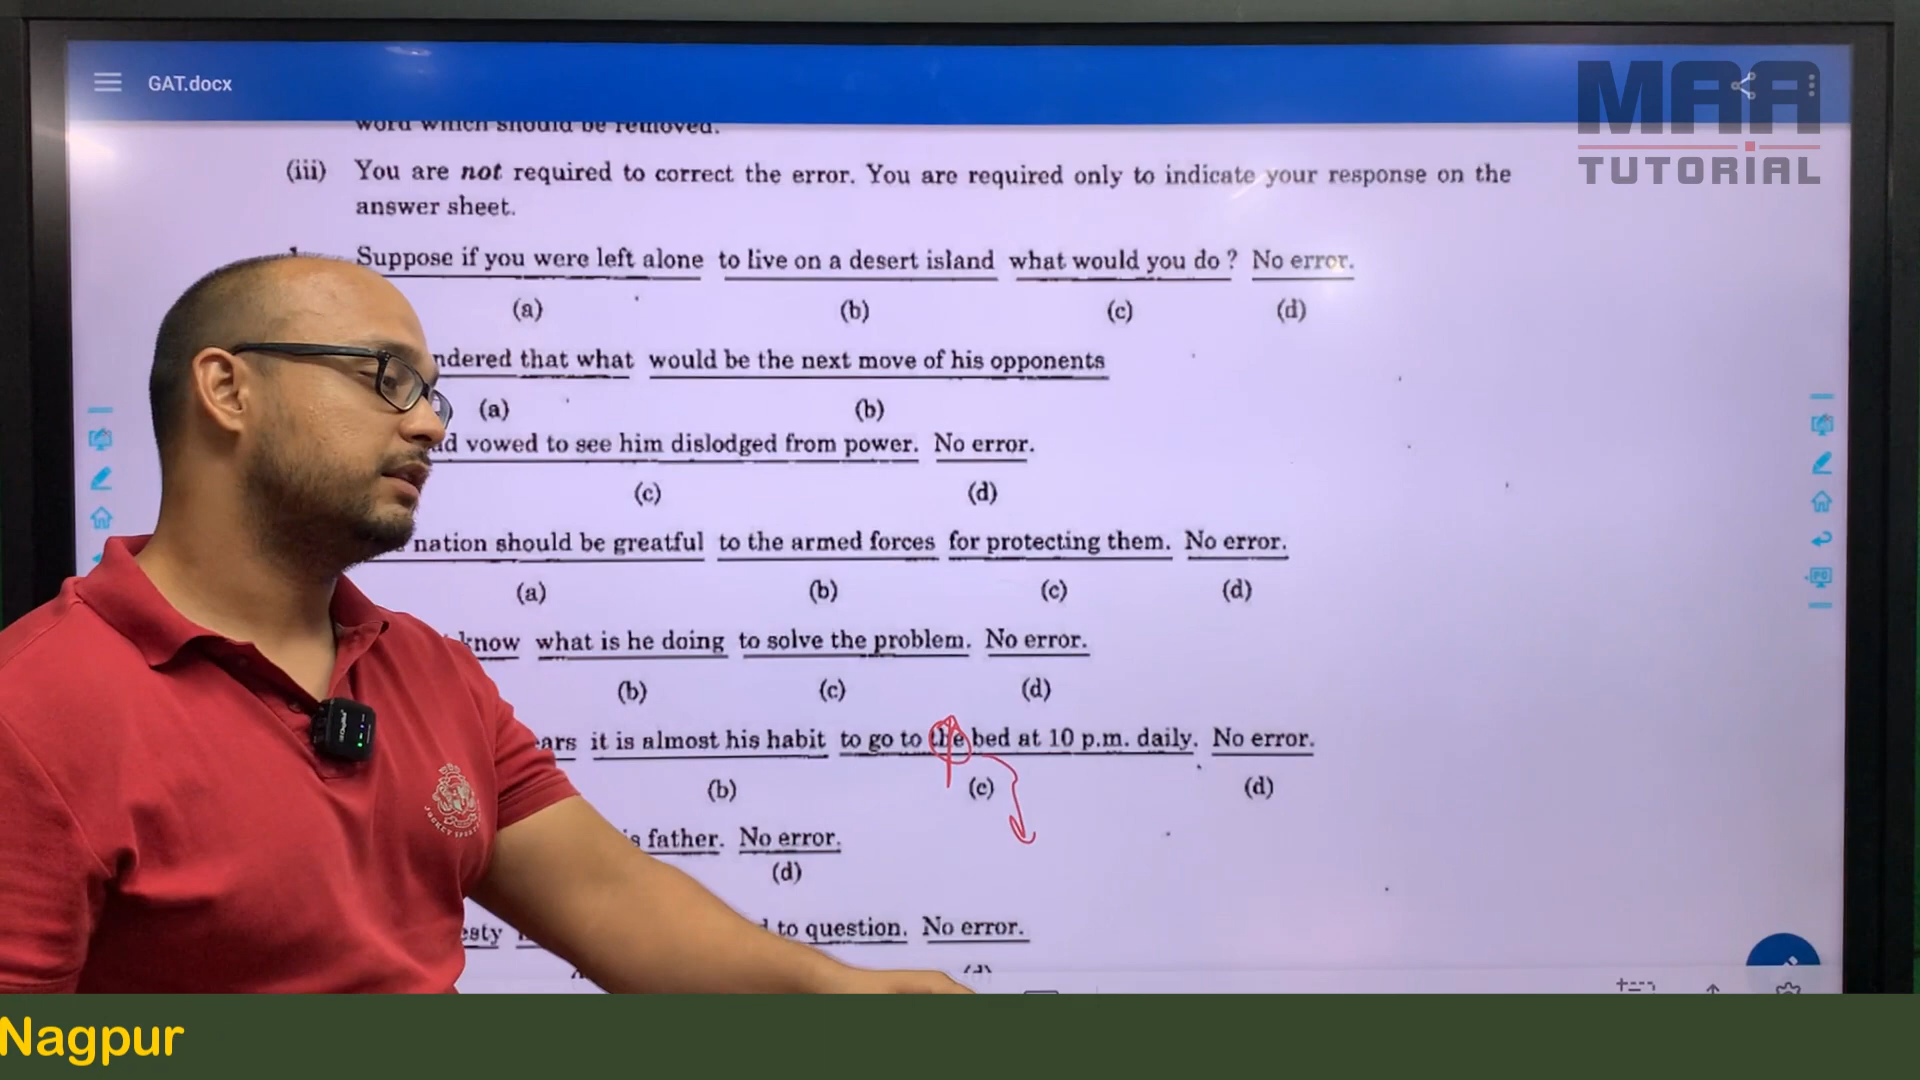 GAT.docx
MAA
TUTORIAL
word which should be removed.
(iii) You are not required to correct the error. You are required only to indicate your response on the
answer sheet.
Suppose if you were left alone to live on a desert island what would you do ? No error.
(a) (b) (c) (d)
that what would be the next move of his opponents
(a) (b)
vowed to see him dislodged from power. No error.
(c) (d)
nation should be greatful to the armed forces for protecting them. No error.
(a) (b) (c) (d)
know what is he doing to solve the problem. No error.
(b) (c) (d)
it is almost his habit to go to the bed at 10 p.m. daily. No error.
(b) (c) (d)
father. No error.
(d)
to question. No error.
(d)
Nagpur